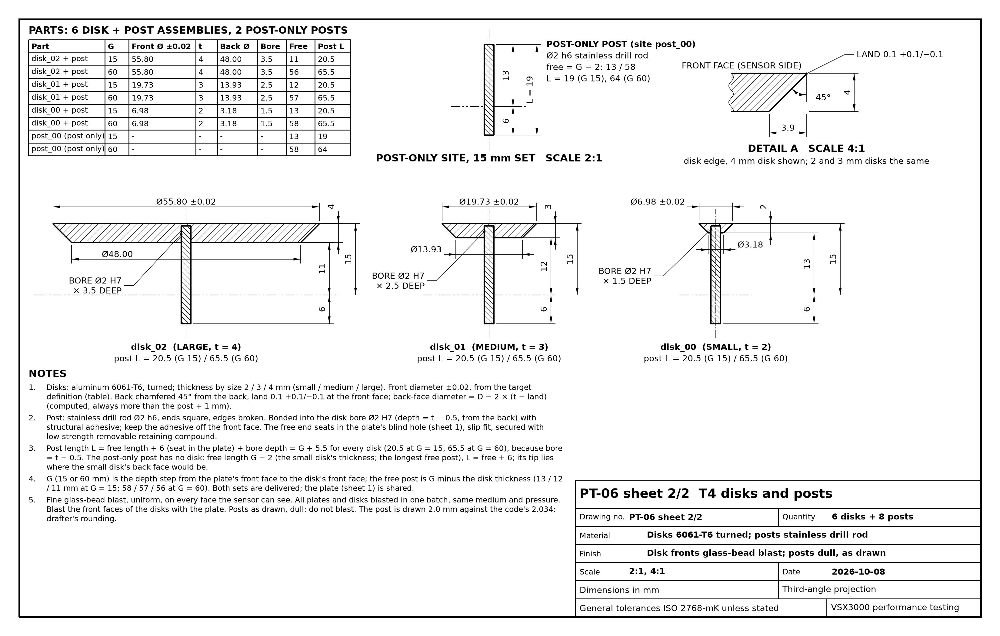 PARTS: 6 DISK + POST ASSEMBLIES, 2 POST-ONLY POSTS
Part G Front Ø ±0.02 t Back Ø Bore Free Post L
disk_02 + post 15 55.80 4 48.00 3.5 11 20.5
disk_02 + post 60 55.80 4 48.00 3.5 56 65.5
disk_01 + post 15 19.73 3 13.93 2.5 12 20.5
disk_01 + post 60 19.73 3 13.93 2.5 57 65.5
disk_00 + post 15 6.98 2 3.18 1.5 13 20.5
disk_00 + post 60 6.98 2 3.18 1.5 58 65.5
post_00 (post only) 15 - - - - 13 19
post_00 (post only) 60 - - - - 58 64
13
L = 19
6
POST-ONLY POST (site post_00)
Ø2 h6 stainless drill rod
free = G − 2: 13 / 58
L = 19 (G 15), 64 (G 60)
POST-ONLY SITE, 15 mm SET SCALE 2:1
LAND 0.1 +0.1/−0.1
FRONT FACE (SENSOR SIDE)
45°
4
3.9
DETAIL A SCALE 4:1
disk edge, 4 mm disk shown; 2 and 3 mm disks the same
Ø55.80 ±0.02
4
Ø48.00
11
15
BORE Ø2 H7
× 3.5 DEEP
6
disk_02 (LARGE, t = 4)
post L = 20.5 (G 15) / 65.5 (G 60)
Ø19.73 ±0.02
3
Ø13.93
12
15
BORE Ø2 H7
× 2.5 DEEP
6
disk_01 (MEDIUM, t = 3)
post L = 20.5 (G 15) / 65.5 (G 60)
Ø6.98 ±0.02
2
Ø3.18
13
15
BORE Ø2 H7
× 1.5 DEEP
6
disk_00 (SMALL, t = 2)
post L = 20.5 (G 15) / 65.5 (G 60)
NOTES
1. Disks: aluminum 6061-T6, turned; thickness by size 2 / 3 / 4 mm (small / medium / large). Front diameter ±0.02, from the target
definition (table). Back chamfered 45° from the back, land 0.1 +0.1/−0.1 at the front face; back-face diameter = D − 2 × (t − land)
(computed, always more than the post + 1 mm).
2. Post: stainless drill rod Ø2 h6, ends square, edges broken. Bonded into the disk bore Ø2 H7 (depth = t − 0.5, from the back) with
structural adhesive; keep the adhesive off the front face. The free end seats in the plate's blind hole (sheet 1), slip fit, secured with
low-strength removable retaining compound.
3. Post length L = free length + 6 (seat in the plate) + bore depth = G + 5.5 for every disk (20.5 at G = 15, 65.5 at G = 60), because bore
= t − 0.5. The post-only post has no disk: free length G − 2 (the small disk's thickness; the longest free post), L = free + 6; its tip lies
where the small disk's back face would be.
4. G (15 or 60 mm) is the depth step from the plate's front face to the disk's front face; the free post is G minus the disk thickness (13 / 12
/ 11 mm at G = 15; 58 / 57 / 56 at G = 60). Both sets are delivered; the plate (sheet 1) is shared.
5. Fine glass-bead blast, uniform, on every face the sensor can see. All plates and disks blasted in one batch, same medium and pressure.
Blast the front faces of the disks with the plate. Posts as drawn, dull: do not blast. The post is drawn 2.0 mm against the code's 2.034:
drafter's rounding.
PT-06 sheet 2/2 T4 disks and posts
Drawing no. PT-06 sheet 2/2 Quantity 6 disks + 8 posts
Material Disks 6061-T6 turned; posts stainless drill rod
Finish Disk fronts glass-bead blast; posts dull, as drawn
Scale 2:1, 4:1 Date 2026-10-08
Dimensions in mm Third-angle projection
General tolerances ISO 2768-mK unless stated VSX3000 performance testing